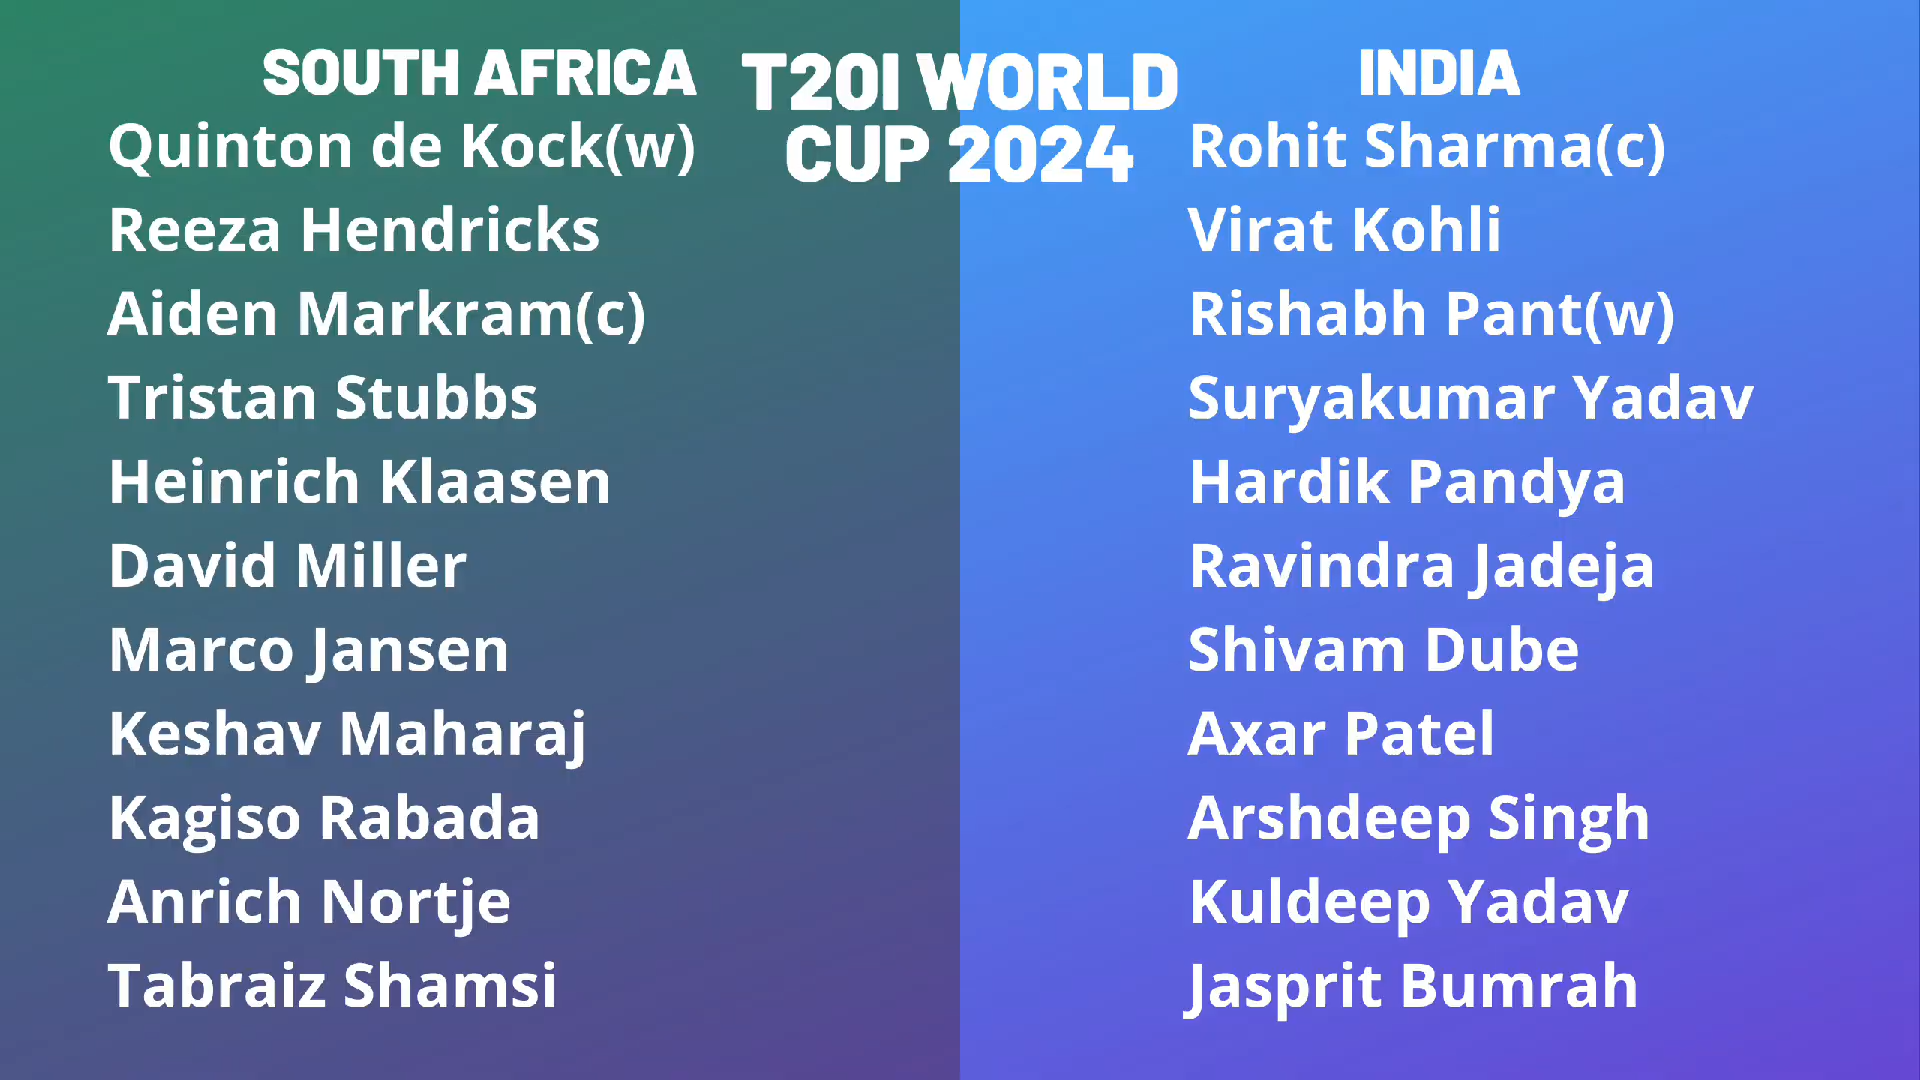 SOUTH AFRICA
Quinton de Kock(w)
Reeza Hendricks
Aiden Markram(c)
Tristan Stubbs
Heinrich Klaasen
David Miller
Marco Jansen
Keshav Maharaj
Kagiso Rabada
Anrich Nortje
Tabraiz Shamsi
T20I WORLD
CUP 2024
INDIA
Rohit Sharma(c)
Virat Kohli
Rishabh Pant(w)
Suryakumar Yadav
Hardik Pandya
Ravindra Jadeja
Shivam Dube
Axar Patel
Arshdeep Singh
Kuldeep Yadav
Jasprit Bumrah